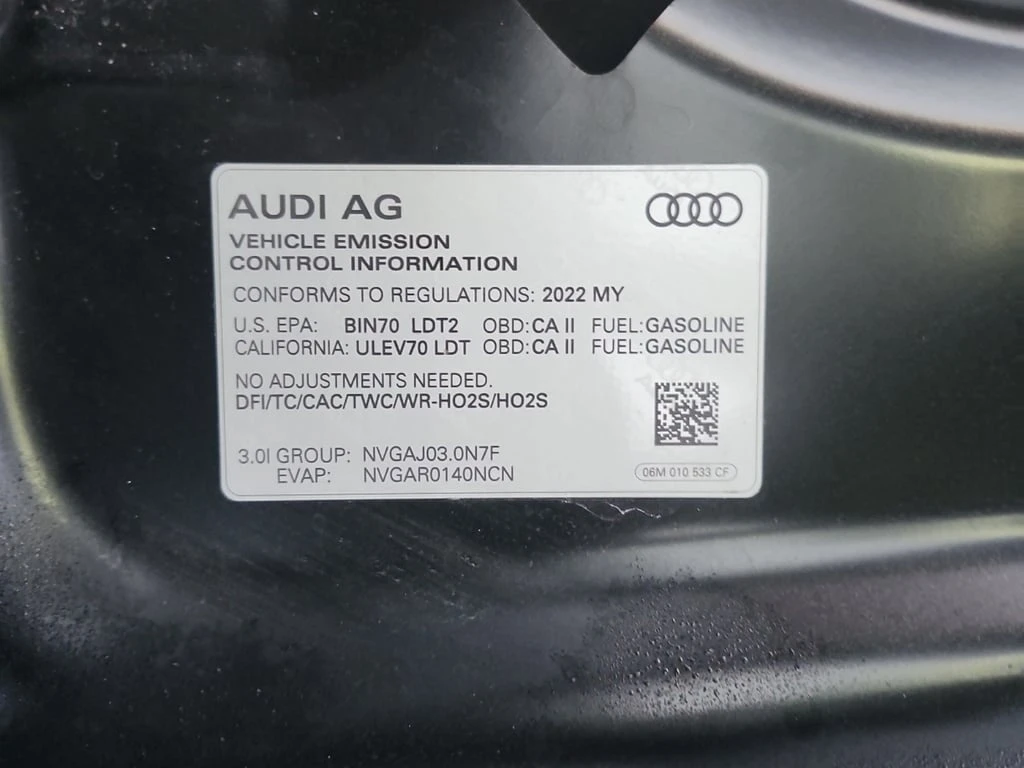 AUDI AG
VEHICLE EMISSION
CONTROL INFORMATION
CONFORMS TO REGULATIONS: 2022 MY
U.S. EPA: BIN70 LDT2 OBD:CA II FUEL:GASOLINE
CALIFORNIA: ULEV70 LDT OBD:CA II FUEL:GASOLINE
NO ADJUSTMENTS NEEDED.
DFI/TC/CAC/TWC/WR-HO2S/HO2S
3.0l GROUP: NVGAJ03.0N7F
EVAP: NVGAR0140NCN
06M 010 533 CF